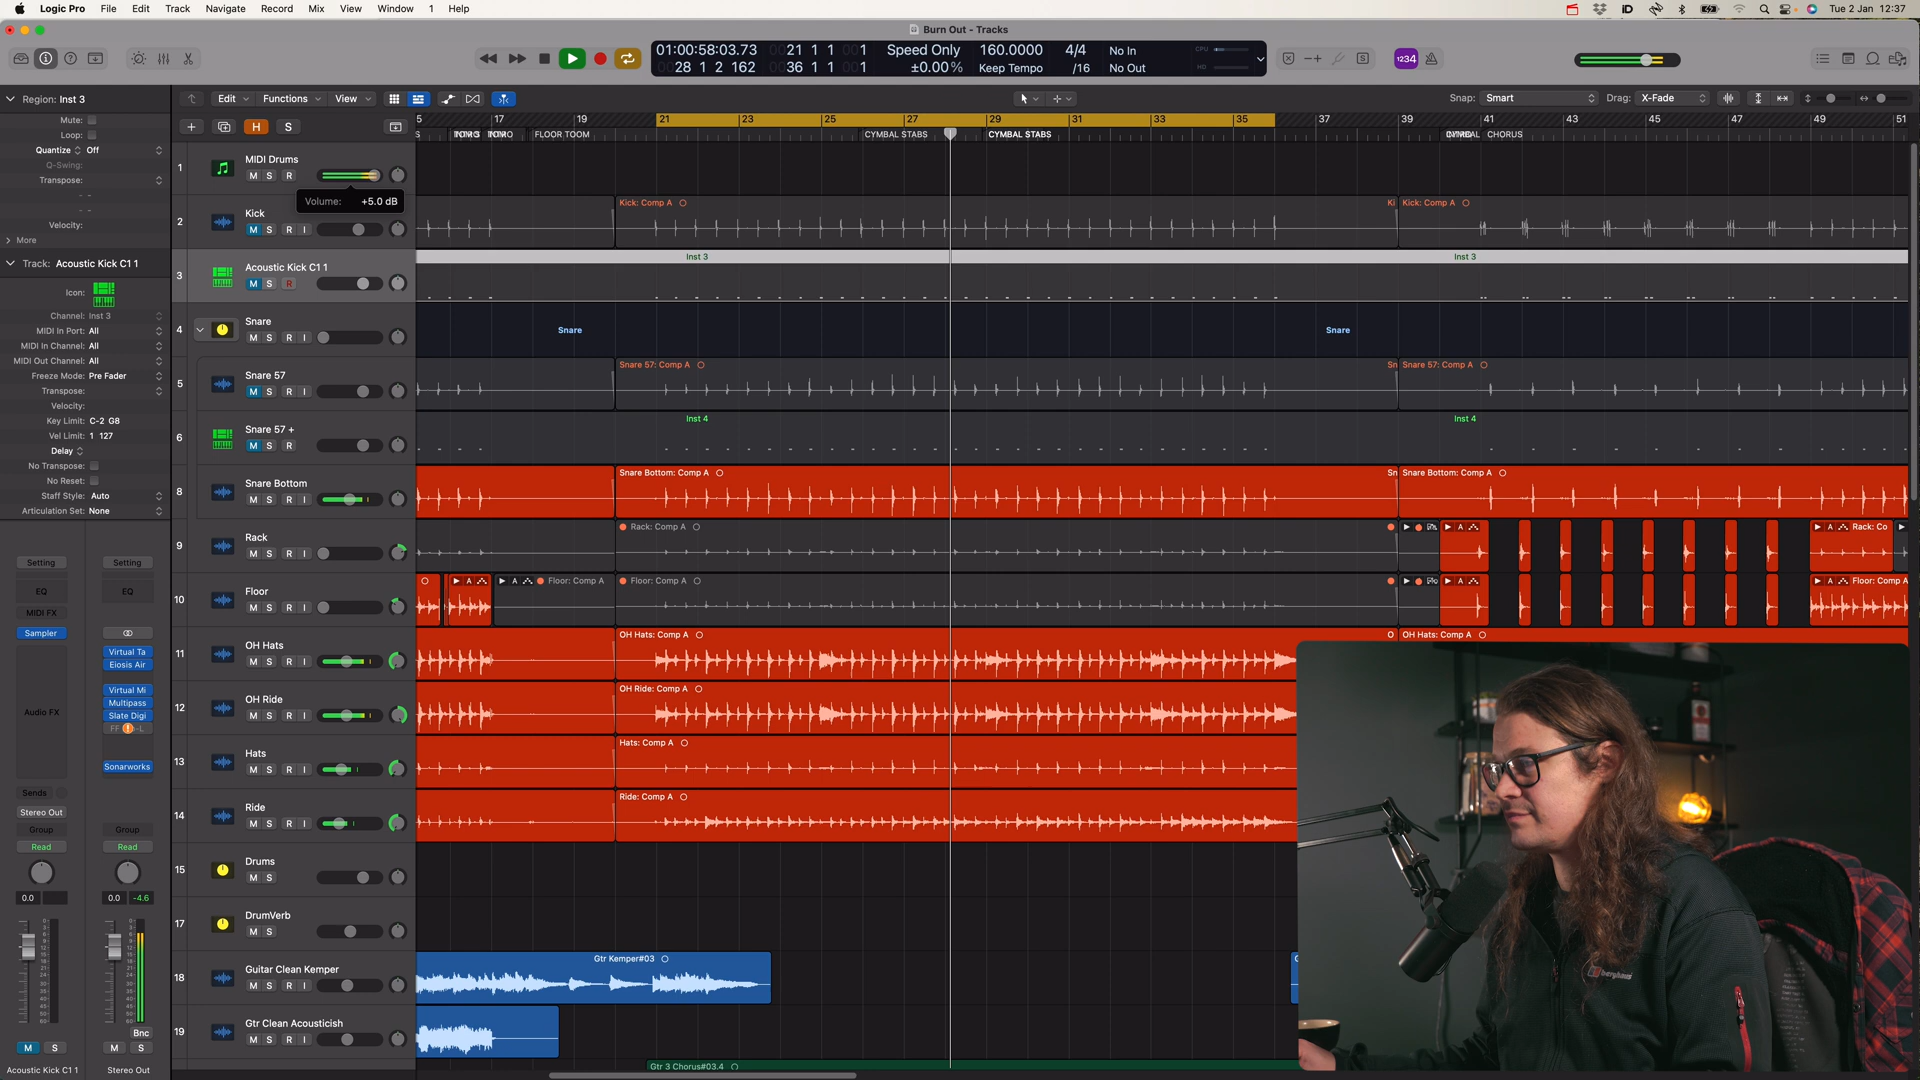 Logic Pro File Edit Track Navigate Record Mix View Window 1 Help
iD Tue 2 Jan 12:37
Burn Out - Tracks
01:00:58:03.73 21 1 1 1 Speed Only 160.0000 4/4 No In CPU
28 1 2 162 36 1 1 1 ±0.00% Keep Tempo /16 No Out HD
1234
Region: Inst 3
Edit Functions View
Snap: Smart Drag: X-Fade
Mute:
Loop:
Quantize Off
Q-Swing:
Transpose:
Velocity:
More
H S
5 17 19 21 23 25 27 29 31 33 35 37 39 41 43 45 47 49 51
FLOOR TOOM CYMBAL STABS CYMBAL STABS CHORUS
Track: Acoustic Kick C1 1
Icon:
Channel: Inst 3
MIDI In Port: All
MIDI In Channel: All
MIDI Out Channel: All
Freeze Mode: Pre Fader
Transpose:
Velocity:
Key Limit: C-2 G8
Vel Limit: 1 127
Delay
No Transpose:
No Reset:
Staff Style: Auto
Articulation Set: None
Setting Setting
EQ EQ
MIDI FX
Sampler
Virtual Ta
Eiosis Air
Virtual Mi
Multipass
Audio FX
Slate Digi
Sonarworks
Sends
Stereo Out
Group Group
Read Read
0.0 0.0 -4.6
Bnc
M S M S
Acoustic Kick C1 1 Stereo Out
1 MIDI Drums
M S R
Volume: +5.0 dB
2 Kick
M S R I
Kick: Comp A Ki Kick: Comp A
3 Acoustic Kick C1 1
M S R
Inst 3 Inst 3
4 Snare
M S R I
Snare Snare
5 Snare 57
M S R I
Snare 57: Comp A Sn Snare 57: Comp A
6 Snare 57 +
M S R
Inst 4 Inst 4
8 Snare Bottom
M S R I
Snare Bottom: Comp A Sn Snare Bottom: Comp A
9 Rack
M S R I
Rack: Comp A A A Rack: Co
10 Floor
M S R I
A A Floor: Comp A Floor: Comp A A A Floor: Comp A
11 OH Hats
M S R I
OH Hats: Comp A O OH Hats: Comp A
12 OH Ride
M S R I
OH Ride: Comp A
13 Hats
M S R I
Hats: Comp A
14 Ride
M S R I
Ride: Comp A
15 Drums
M S
17 DrumVerb
M S
18 Guitar Clean Kemper
M S R I
Gtr Kemper#03
19 Gtr Clean Acousticish
M S R I
Gtr 3 Chorus#03.4
berghaus